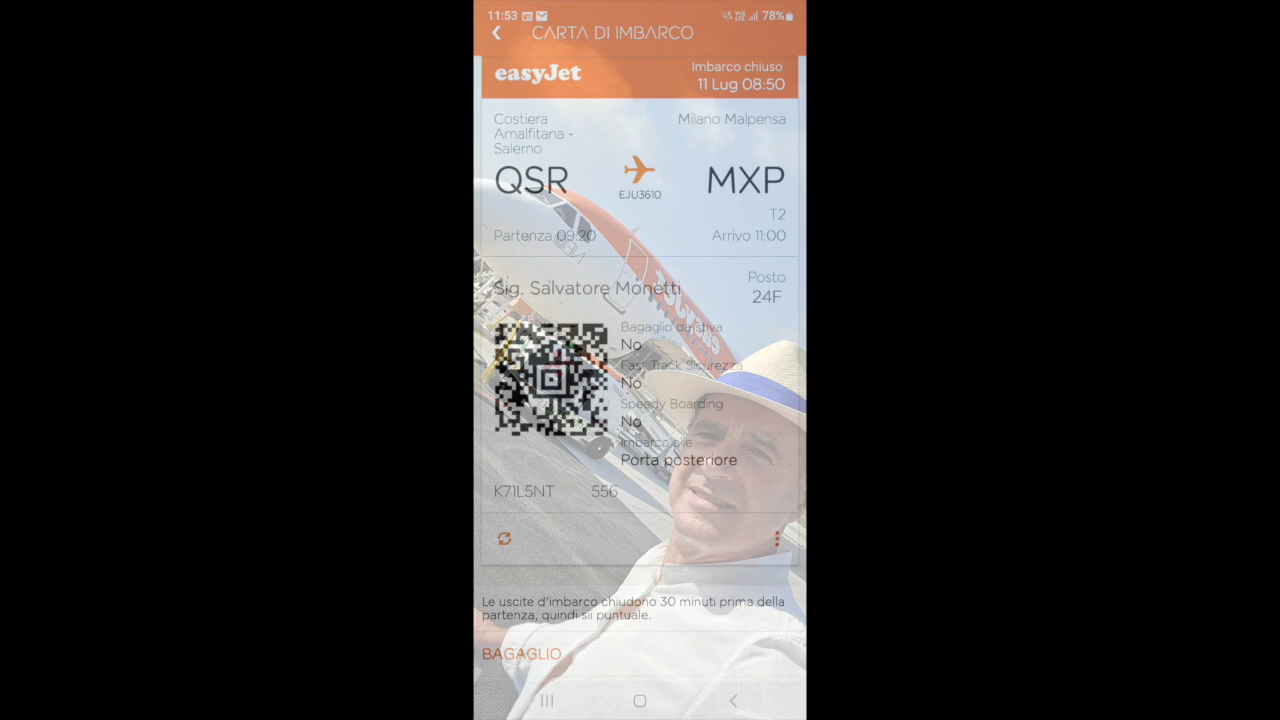 11:53 78%
CARTA DI IMBARCO
easyJet
Imbarco chiuso
11 Lug 08:50
Costiera
Amalfitana -
Salerno
Milano Malpensa
QSR MXP
EJU3610
T2
Partenza 09:20 Arrivo 11:00
Posto
Sig. Salvatore Monetti
24F
Bagaglio da stiva
No
Fast Track Sicurezza
No
Speedy Boarding
No
Imbarco alle
Porta posteriore
K71L5NT 556
Le uscite d'imbarco chiudono 30 minuti prima della
partenza, quindi sii puntuale.
BAGAGLIO